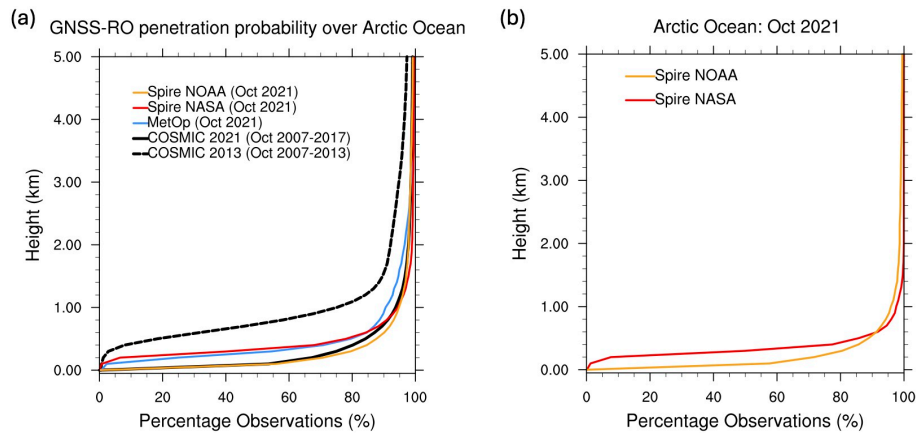 (a)
GNSS-RO penetration probability over Arctic Ocean
5.00
4.00
3.00
2.00
1.00
0.00
Height (km)
Spire NOAA (Oct 2021)
Spire NASA (Oct 2021)
MetOp (Oct 2021)
COSMIC 2021 (Oct 2007-2017)
COSMIC 2013 (Oct 2007-2013)
0 20 40 60 80 100
Percentage Observations (%)
(b)
Arctic Ocean: Oct 2021
5.00
4.00
3.00
2.00
1.00
0.00
Height (km)
Spire NOAA
Spire NASA
0 20 40 60 80 100
Percentage Observations (%)